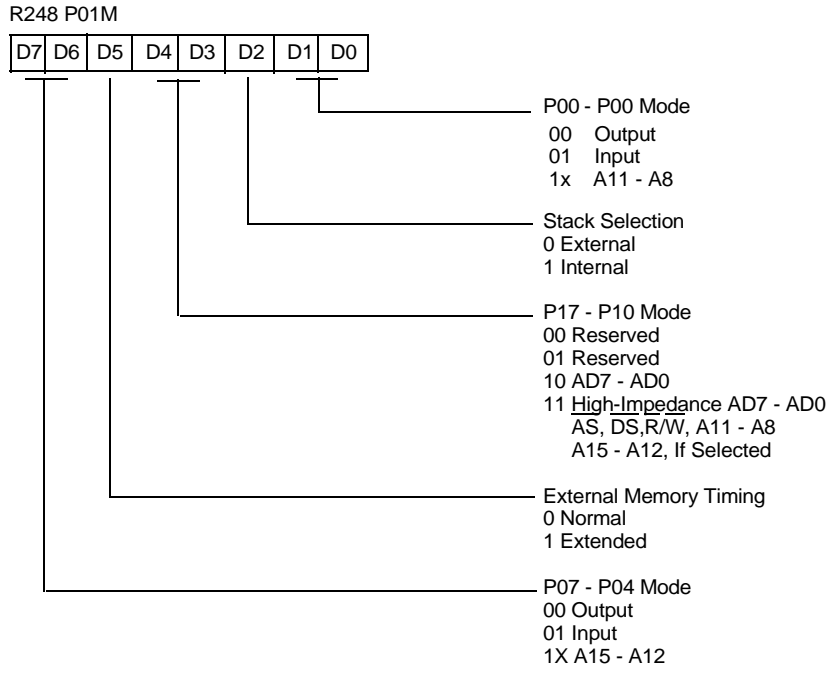 R248 P01M
D7 D6 D5 D4 D3 D2 D1 D0
P00 - P00 Mode
00 Output
01 Input
1x A11 - A8
Stack Selection
0 External
1 Internal
P17 - P10 Mode
00 Reserved
01 Reserved
10 AD7 - AD0
11 High-Impedance AD7 - AD0
AS, DS,R/W, A11 - A8
A15 - A12, If Selected
External Memory Timing
0 Normal
1 Extended
P07 - P04 Mode
00 Output
01 Input
1X A15 - A12